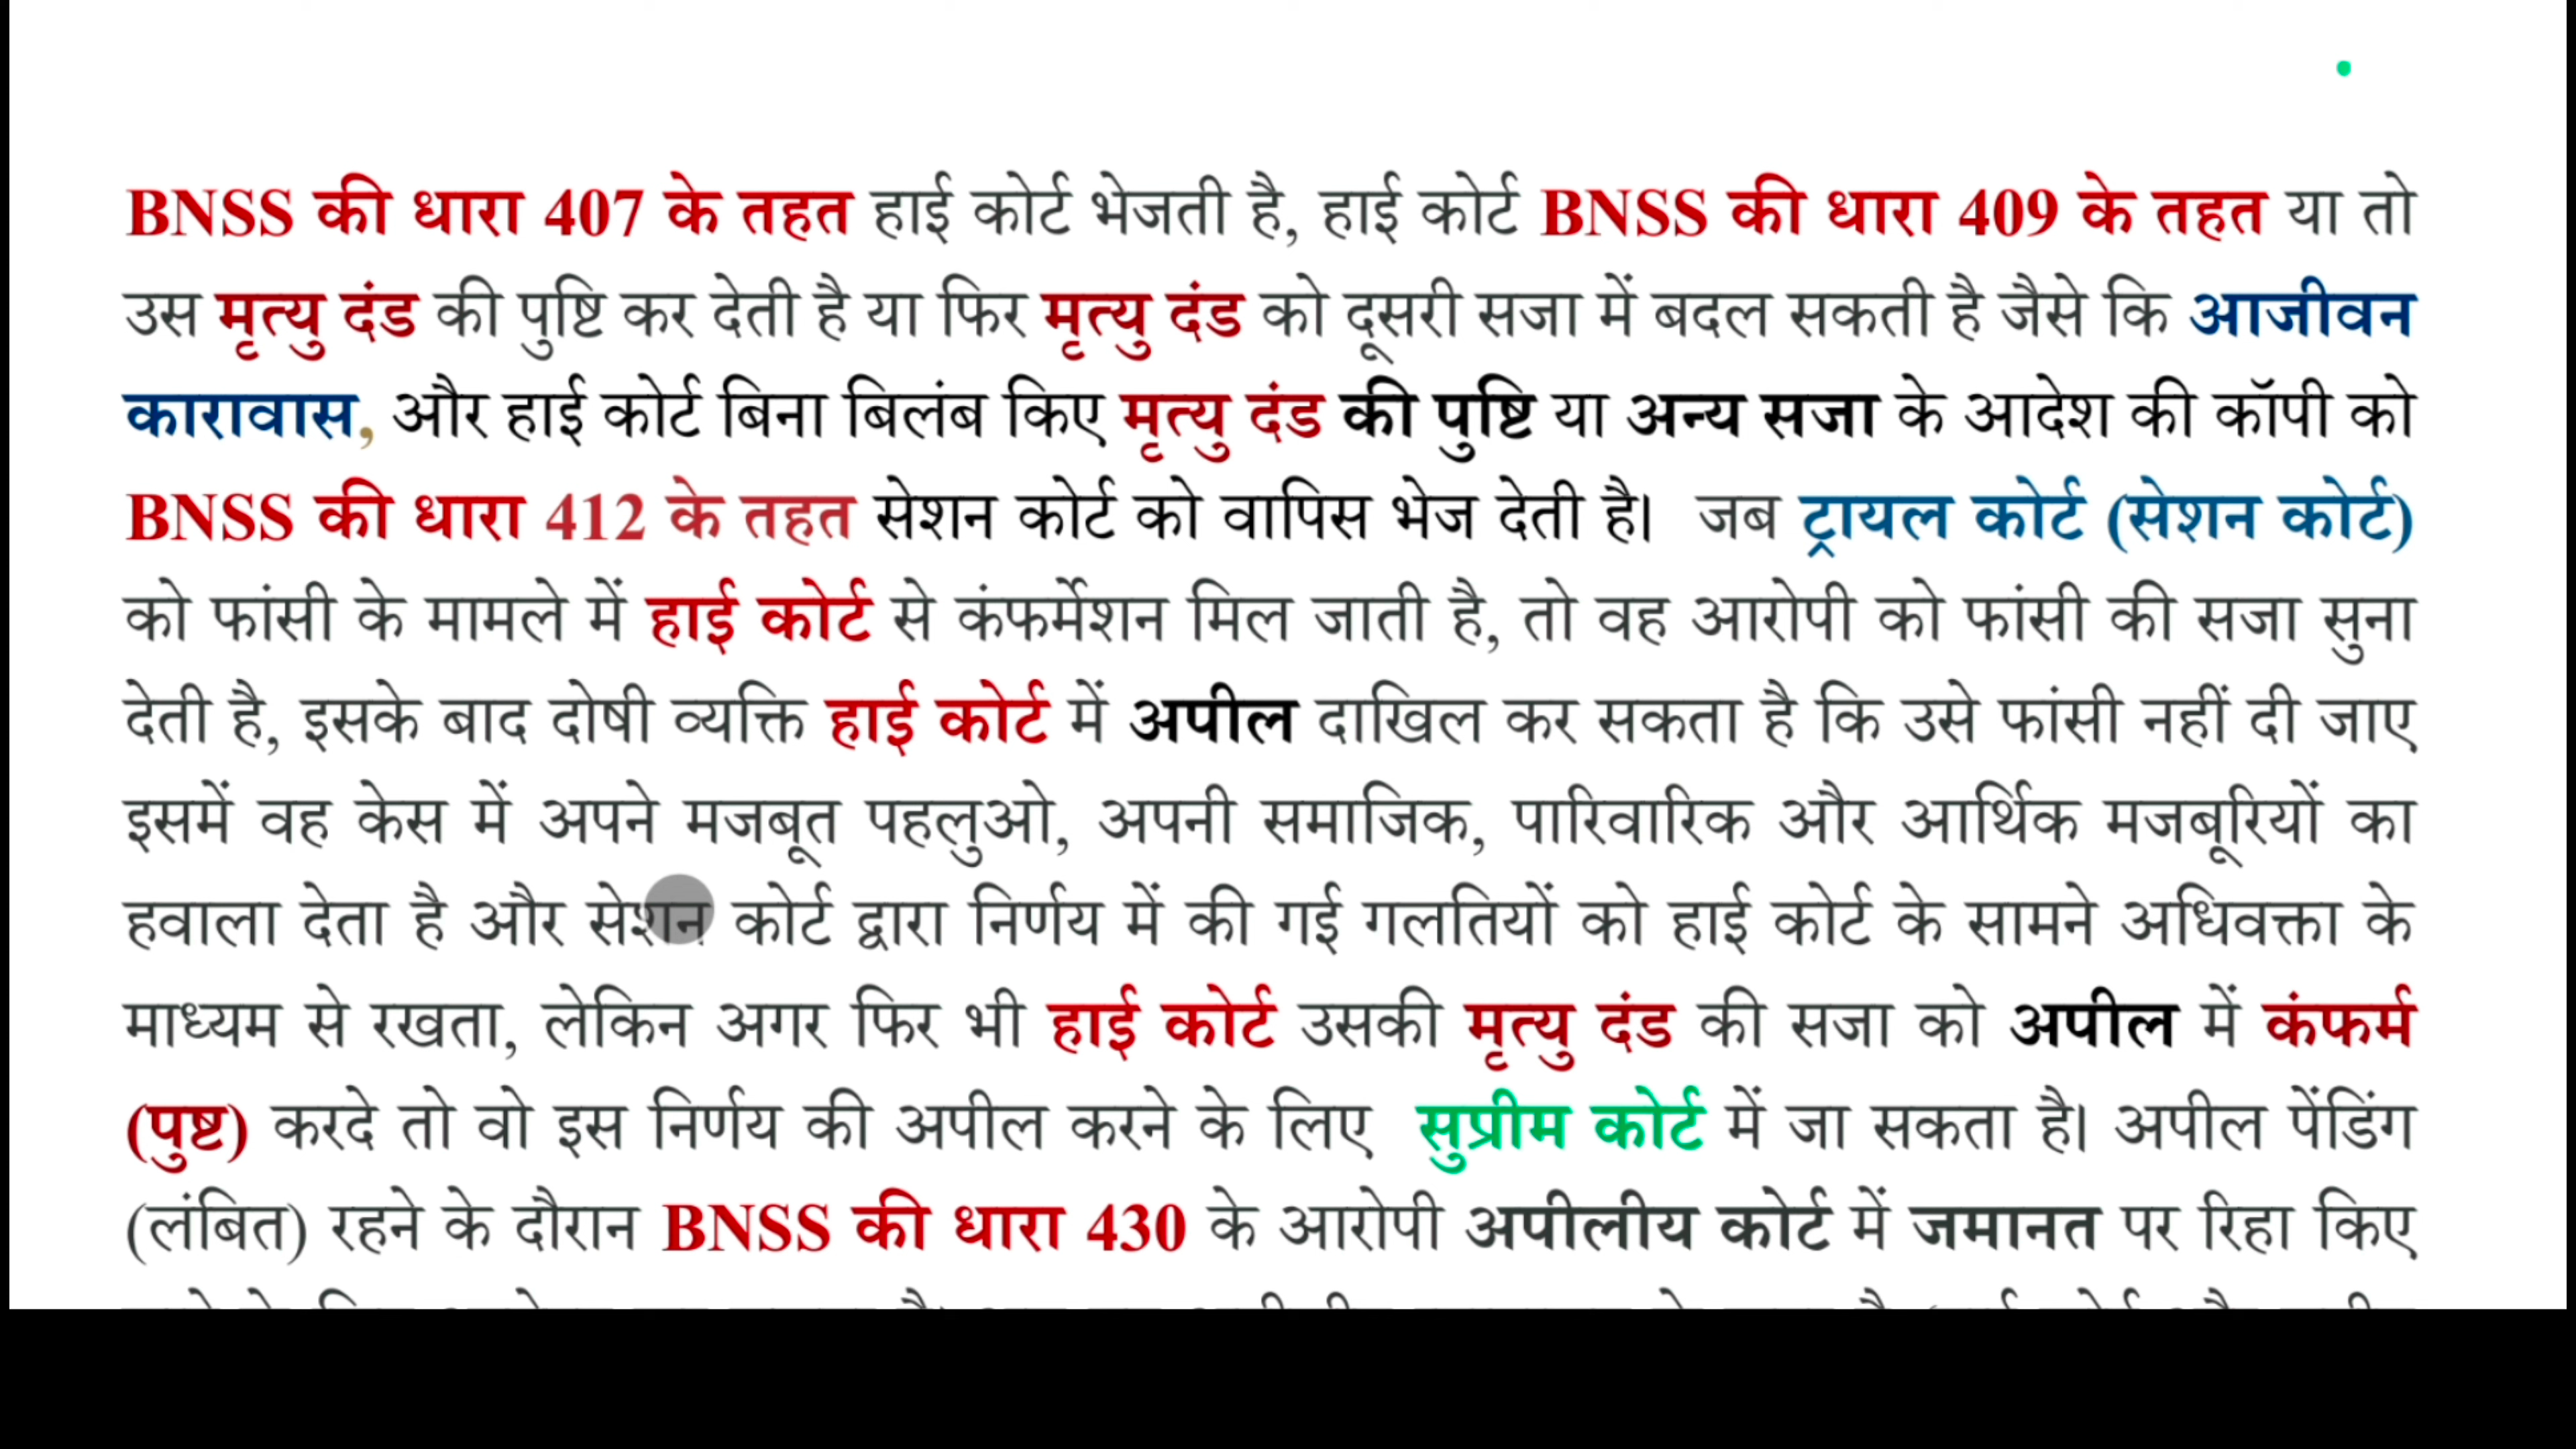 BNSS की धारा 407 के तहत हाई कोर्ट भेजती है, हाई कोर्ट BNSS की धारा 409 के तहत या तो
उस मृत्यु दंड की पुष्टि कर देती है या फिर मृत्यु दंड को दूसरी सजा में बदल सकती है जैसे कि आजीवन
कारावास, और हाई कोर्ट बिना बिलंब किए मृत्यु दंड की पुष्टि या अन्य सजा के आदेश की कॉपी को
BNSS की धारा 412 के तहत सेशन कोर्ट को वापिस भेज देती है। जब ट्रायल कोर्ट (सेशन कोर्ट)
को फांसी के मामले में हाई कोर्ट से कंफर्मेशन मिल जाती है, तो वह आरोपी को फांसी की सजा सुना
देती है, इसके बाद दोषी व्यक्ति हाई कोर्ट में अपील दाखिल कर सकता है कि उसे फांसी नहीं दी जाए
इसमें वह केस में अपने मजबूत पहलुओ, अपनी समाजिक, पारिवारिक और आर्थिक मजबूरियों का
हवाला देता है और सेशन कोर्ट द्वारा निर्णय में की गई गलतियों को हाई कोर्ट के सामने अधिवक्ता के
माध्यम से रखता, लेकिन अगर फिर भी हाई कोर्ट उसकी मृत्यु दंड की सजा को अपील में कंफर्म
(पुष्ट) करदे तो वो इस निर्णय की अपील करने के लिए सुप्रीम कोर्ट में जा सकता है। अपील पेंडिंग
(लंबित) रहने के दौरान BNSS की धारा 430 के आरोपी अपीलीय कोर्ट में जमानत पर रिहा किए